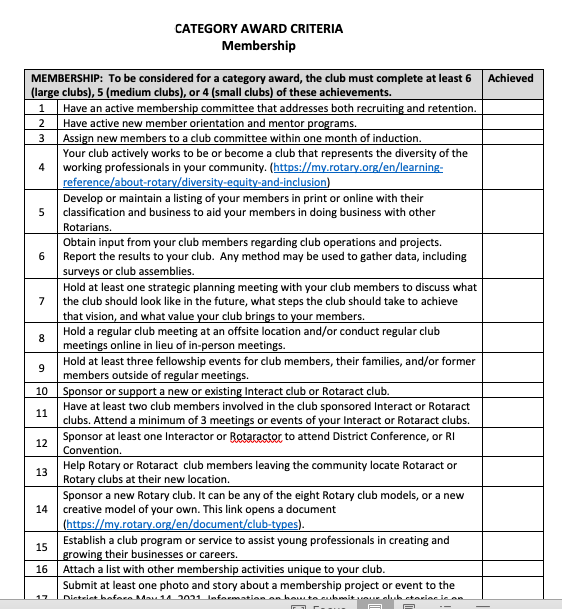 CATEGORY AWARD CRITERIA
Membership
MEMBERSHIP: To be considered for a category award, the club must complete at least 6 Achieved
(large clubs), 5 (medium clubs), or 4 (small clubs) of these achievements.
1 Have an active membership committee that addresses both recruiting and retention.
2 Have active new member orientation and mentor programs.
3 Assign new members to a club committee within one month of induction.
4 Your club actively works to be or become a club that represents the diversity of the
working professionals in your community. (https://my.rotary.org/en/learning-
reference/about-rotary/diversity-equity-and-inclusion)
5 Develop or maintain a listing of your members in print or online with their
classification and business to aid your members in doing business with other
Rotarians.
6 Obtain input from your club members regarding club operations and projects.
Report the results to your club. Any method may be used to gather data, including
surveys or club assemblies.
7 Hold at least one strategic planning meeting with your club members to discuss what
the club should look like in the future, what steps the club should take to achieve
that vision, and what value your club brings to your members.
8 Hold a regular club meeting at an offsite location and/or conduct regular club
meetings online in lieu of in-person meetings.
9 Hold at least three fellowship events for club members, their families, and/or former
members outside of regular meetings.
10 Sponsor or support a new or existing Interact club or Rotaract club.
11 Have at least two club members involved in the club sponsored Interact or Rotaract
clubs. Attend a minimum of 3 meetings or events of your Interact or Rotaract clubs.
12 Sponsor at least one Interactor or Rotaractor to attend District Conference, or RI
Convention.
13 Help Rotary or Rotaract club members leaving the community locate Rotaract or
Rotary clubs at their new location.
14 Sponsor a new Rotary club. It can be any of the eight Rotary club models, or a new
creative model of your own. This link opens a document
(https://my.rotary.org/en/document/club-types).
15 Establish a club program or service to assist young professionals in creating and
growing their businesses or careers.
16 Attach a list with other membership activities unique to your club.
Submit at least one photo and story about a membership project or event to the
17 District before May 14, 2021. Information on how to submit your club stories is on
Focus